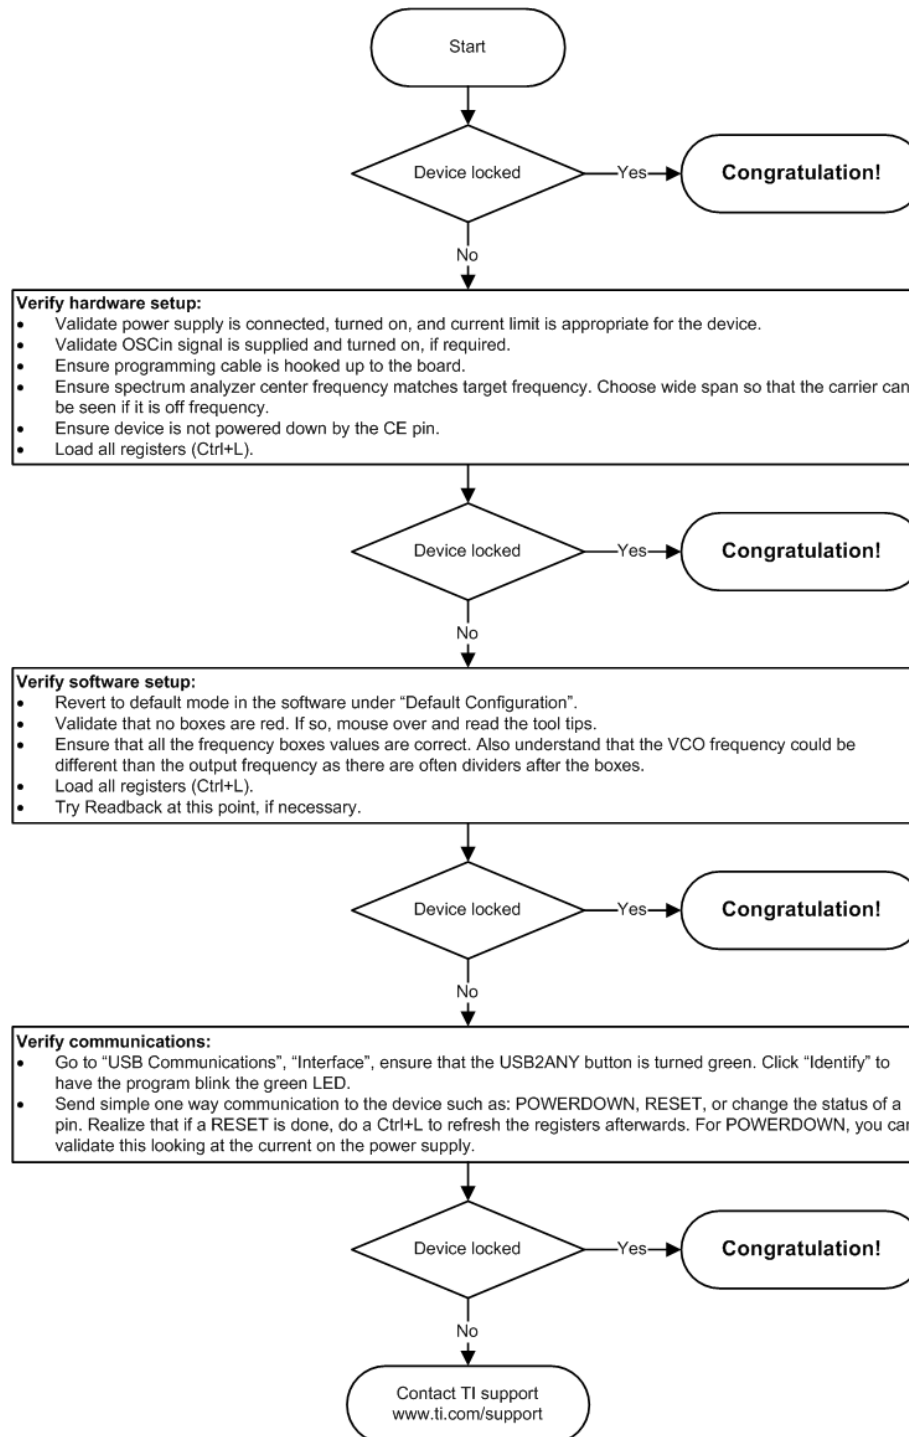 Start
Device locked
Yes
Congratulation!
No
Verify hardware setup:
• Validate power supply is connected, turned on, and current limit is appropriate for the device.
• Validate OSCin signal is supplied and turned on, if required.
• Ensure programming cable is hooked up to the board.
• Ensure spectrum analyzer center frequency matches target frequency. Choose wide span so that the carrier can
be seen if it is off frequency.
• Ensure device is not powered down by the CE pin.
• Load all registers (Ctrl+L).
Device locked
Yes
Congratulation!
No
Verify software setup:
• Revert to default mode in the software under “Default Configuration”.
• Validate that no boxes are red. If so, mouse over and read the tool tips.
• Ensure that all the frequency boxes values are correct. Also understand that the VCO frequency could be
different than the output frequency as there are often dividers after the boxes.
• Load all registers (Ctrl+L).
• Try Readback at this point, if necessary.
Device locked
Yes
Congratulation!
No
Verify communications:
• Go to “USB Communications”, “Interface”, ensure that the USB2ANY button is turned green. Click “Identify” to
have the program blink the green LED.
• Send simple one way communication to the device such as: POWERDOWN, RESET, or change the status of a
pin. Realize that if a RESET is done, do a Ctrl+L to refresh the registers afterwards. For POWERDOWN, you can
validate this looking at the current on the power supply.
Device locked
Yes
Congratulation!
No
Contact TI support
www.ti.com/support